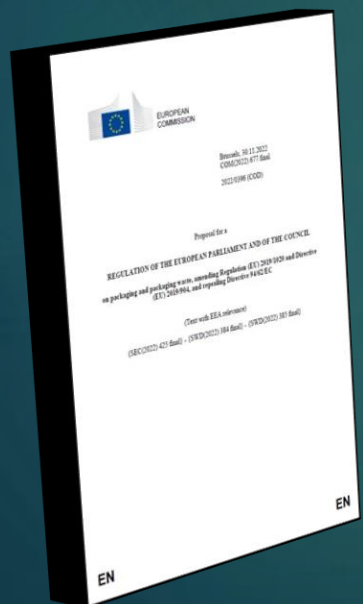 EUROPEAN
COMMISSION
Brussels, 30.11.2022
COM(2022) 677 final
2022/0396 (COD)
Proposal for a
REGULATION OF THE EUROPEAN PARLIAMENT AND OF THE COUNCIL
on packaging and packaging waste, amending Regulation (EU) 2019/1020 and Directive
(EU) 2019/904, and repealing Directive 94/62/EC
(Text with EEA relevance)
{SEC(2022) 425 final} - {SWD(2022) 384 final} - {SWD(2022) 385 final}
EN
EN